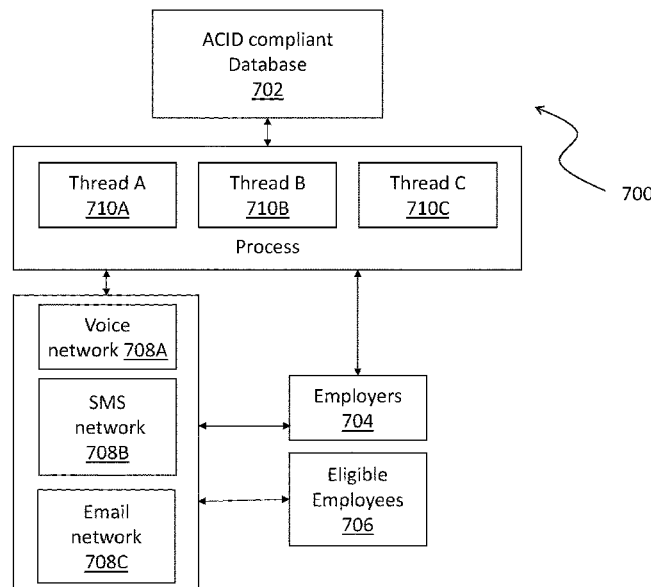 ACID compliant
Database
702
Thread A
710A
Thread B
710B
Thread C
710C
Process
700
Voice
network 708A
SMS
network
708B
Email
network
708C
Employers
704
Eligible
Employees
706